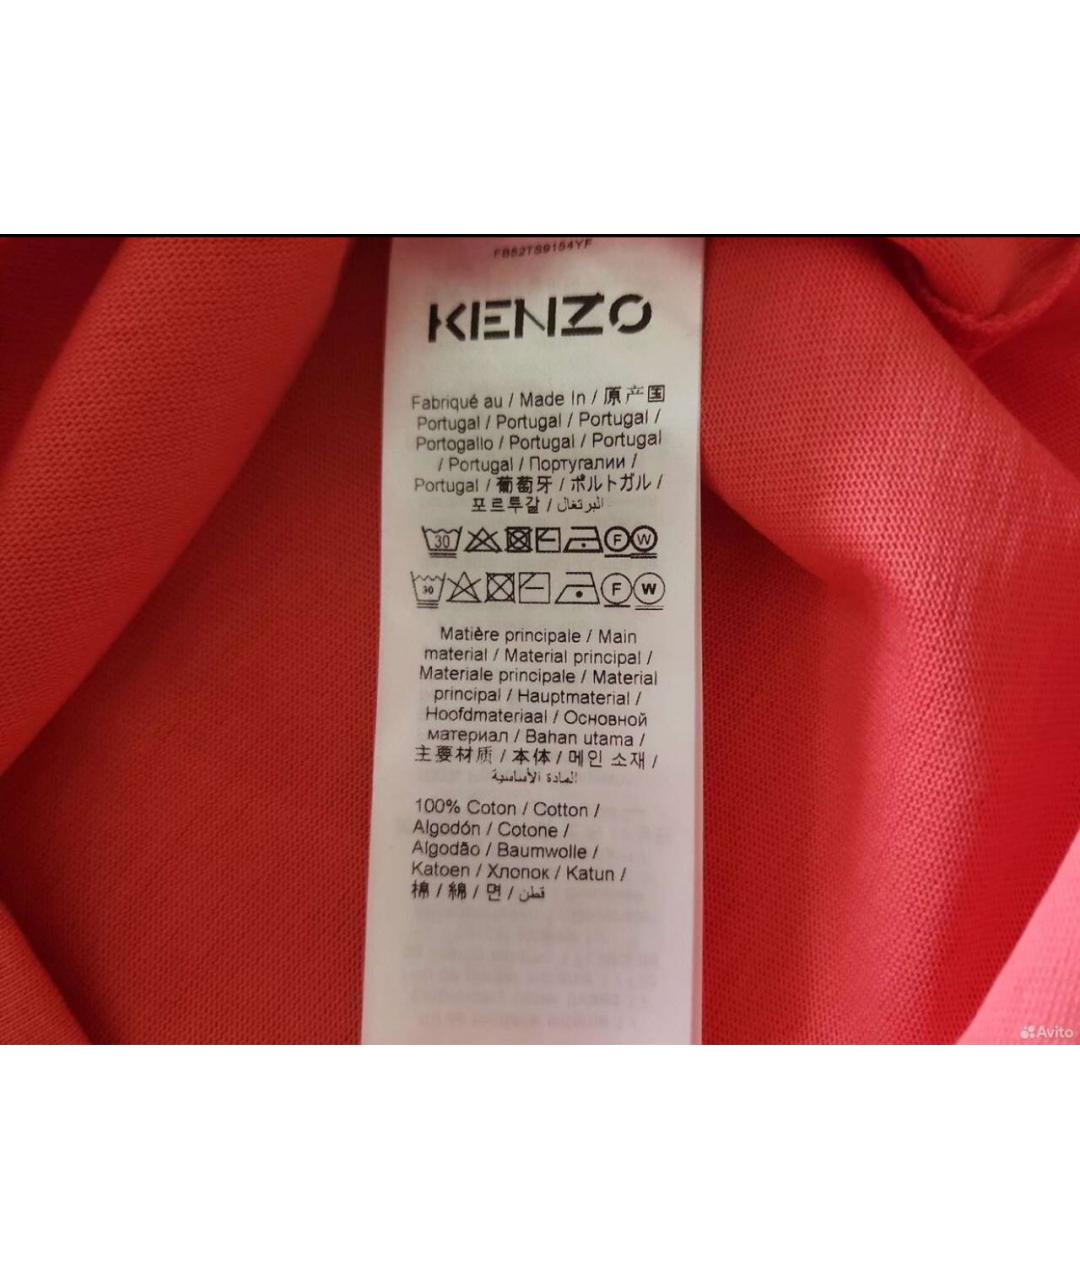 FB52TS9154YF
KENZO
Fabriqué au / Made In / 原产国
Portugal / Portugal / Portugal /
Portogallo / Portugal / Portugal
/ Portugal / Португалии /
Portugal / 葡萄牙 / ポルトガル /
포르투갈 / البرتغال
30 F W
30 F W
Matière principale / Main
material / Material principal /
Materiale principale / Material
principal / Hauptmaterial /
Hoofdmateriaal / Основной
материал / Bahan utama /
主要材质 / 本体 / 메인 소재 /
المادة الأساسية
100% Coton / Cotton /
Algodón / Cotone /
Algodão / Baumwolle /
Katoen / Хлопок / Katun /
棉 / 綿 / 면 / قطن
Avito